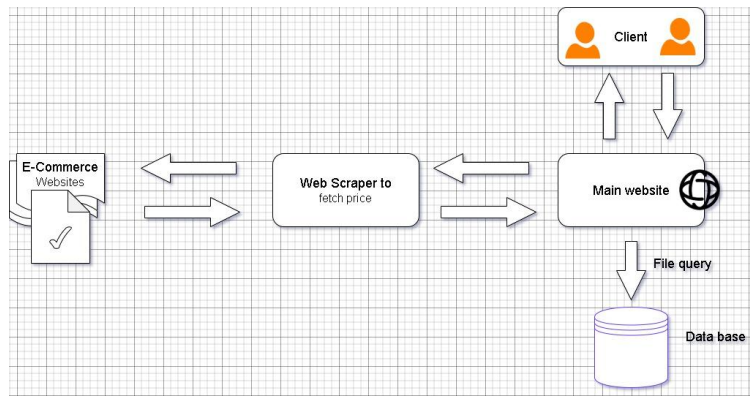 Client
E-Commerce
Websites
Web Scraper to
fetch price
Main website
File query
Data base